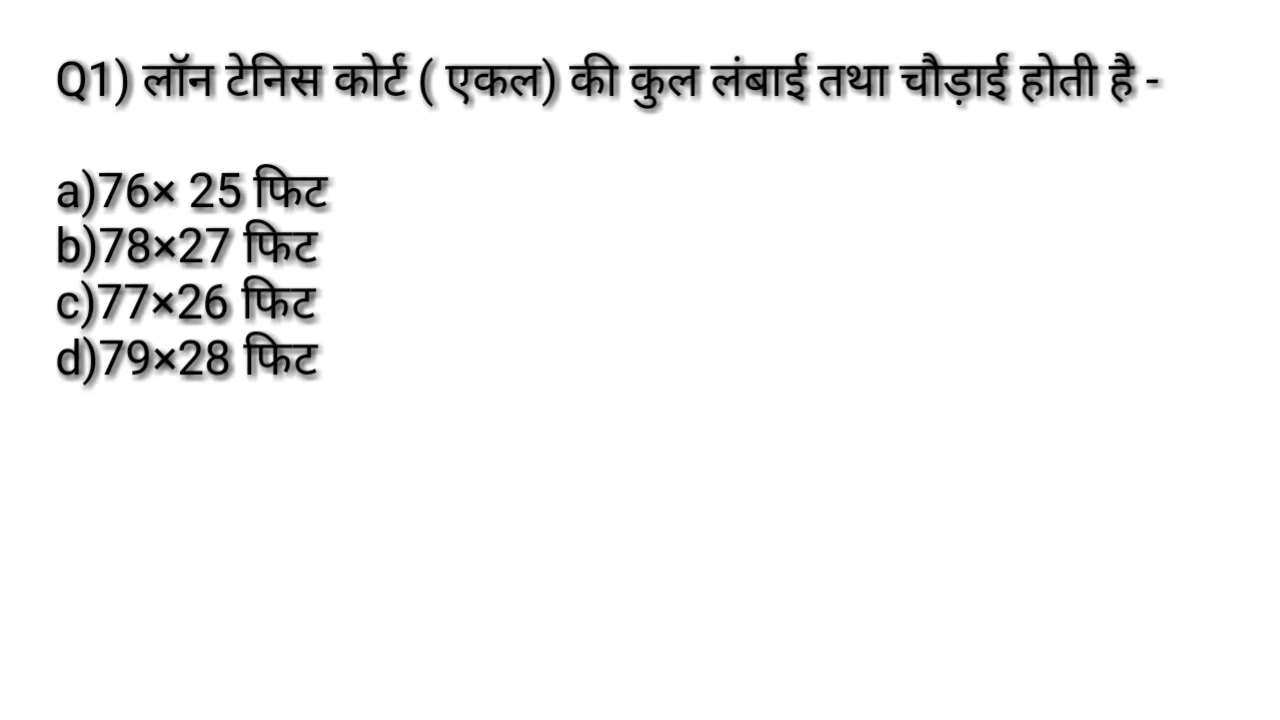 Q1) लॉन टेनिस कोर्ट ( एकल) की कुल लंबाई तथा चौड़ाई होती है -
a)76× 25 फिट
b)78×27 फिट
c)77×26 फिट
d)79×28 फिट